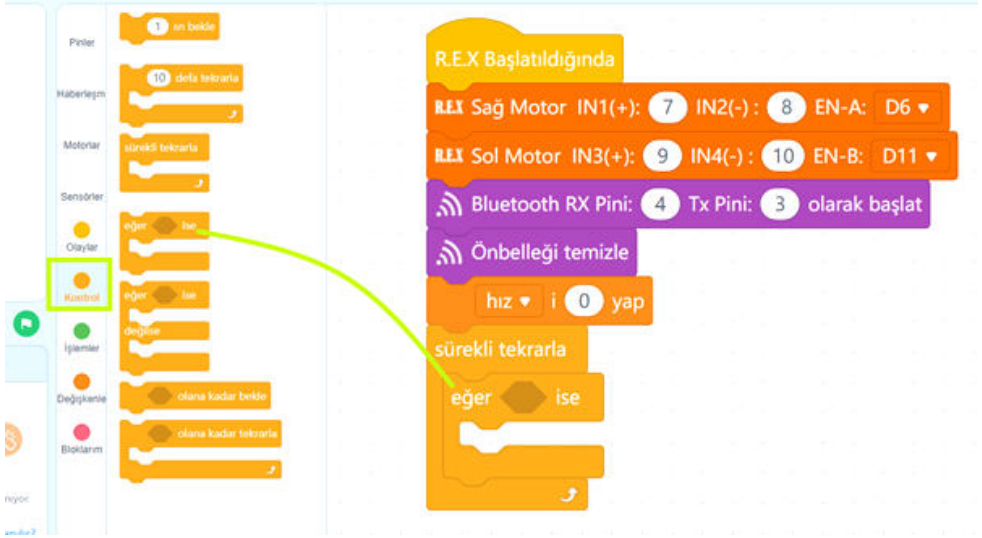 Pinler
Haberleşm
Motorlar
Sensörler
Olaylar
Kontrol
İşlemler
Değişkenle
Bloklarım
1 sn bekle
10 defa tekrarla
sürekli tekrarla
eğer ise
eğer ise
değilse
olana kadar bekle
olana kadar tekrarla
R.E.X Başlatıldığında
R.E.X Sağ Motor IN1(+): 7 IN2(-) : 8 EN-A: D6
R.E.X Sol Motor IN3(+): 9 IN4(-) : 10 EN-B: D11
Bluetooth RX Pini: 4 Tx Pini: 3 olarak başlat
Önbelleği temizle
hız i 0 yap
sürekli tekrarla
eğer ise